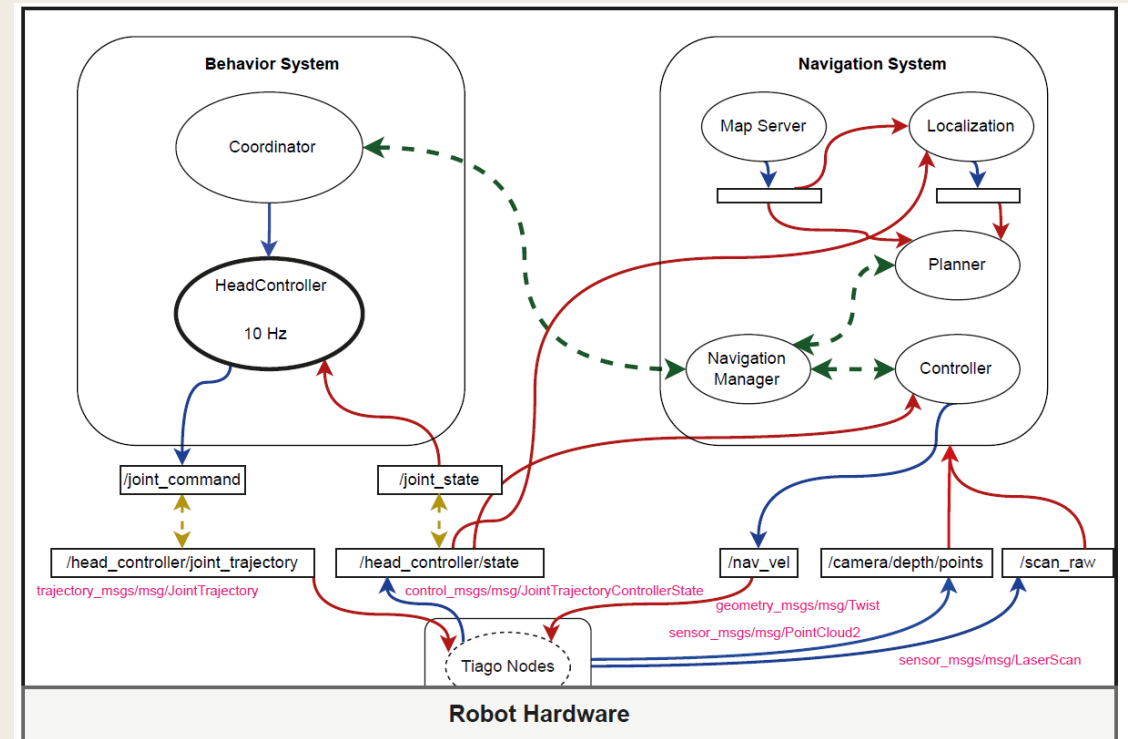 Behavior System
Navigation System
Coordinator
Map Server
Localization
HeadController
10 Hz
Planner
Navigation
Manager
Controller
/joint_command
/joint_state
/head_controller/joint_trajectory
/head_controller/state
/nav_vel
/camera/depth/points
/scan_raw
trajectory_msgs/msg/JointTrajectory
control_msgs/msg/JointTrajectoryControllerState
geometry_msgs/msg/Twist
sensor_msgs/msg/PointCloud2
sensor_msgs/msg/LaserScan
Tiago Nodes
Robot Hardware